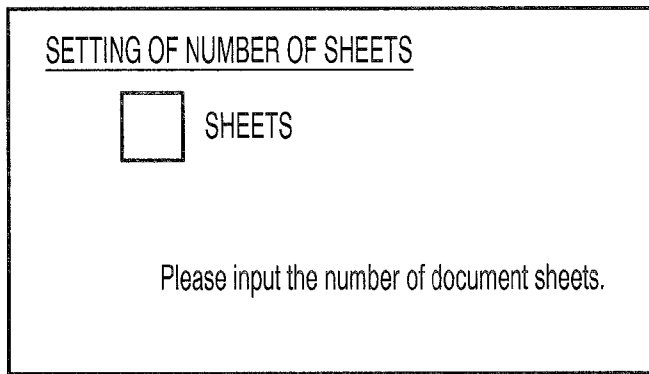 SETTING OF NUMBER OF SHEETS
SHEETS
Please input the number of document sheets.